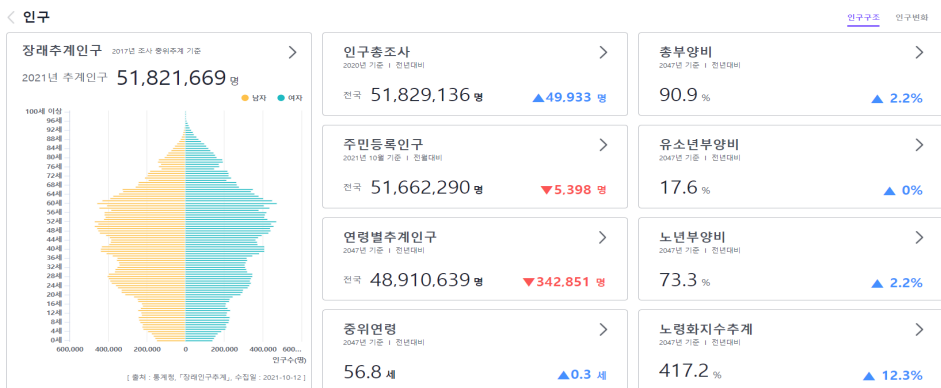 인구
인구구조 인구변화
장래추계인구 2017년 조사 중위추계 기준
2021년 추계인구 51,821,669 명
남자 여자
100세 이상
96세
92세
88세
84세
80세
76세
72세
68세
64세
60세
56세
52세
48세
44세
40세
36세
32세
28세
24세
20세
16세
12세
8세
4세
0세
600,000 400,000 200,000 0 200,000 400,000 600...
인구수(명)
[ 출처 : 통계청, 「장래인구추계」, 수집일 : 2021-10-12 ]
인구총조사
2020년 기준 | 전년대비
전국 51,829,136 명 ▲49,933 명
주민등록인구
2021년 10월 기준 | 전월대비
전국 51,662,290 명 ▼5,398 명
연령별추계인구
2047년 기준 | 전년대비
전국 48,910,639 명 ▼342,851 명
중위연령
2047년 기준 | 전년대비
56.8 세 ▲0.3 세
총부양비
2047년 기준 | 전년대비
90.9 % ▲ 2.2%
유소년부양비
2047년 기준 | 전년대비
17.6 % ▲ 0%
노년부양비
2047년 기준 | 전년대비
73.3 % ▲ 2.2%
노령화지수추계
2047년 기준 | 전년대비
417.2 % ▲ 12.3%